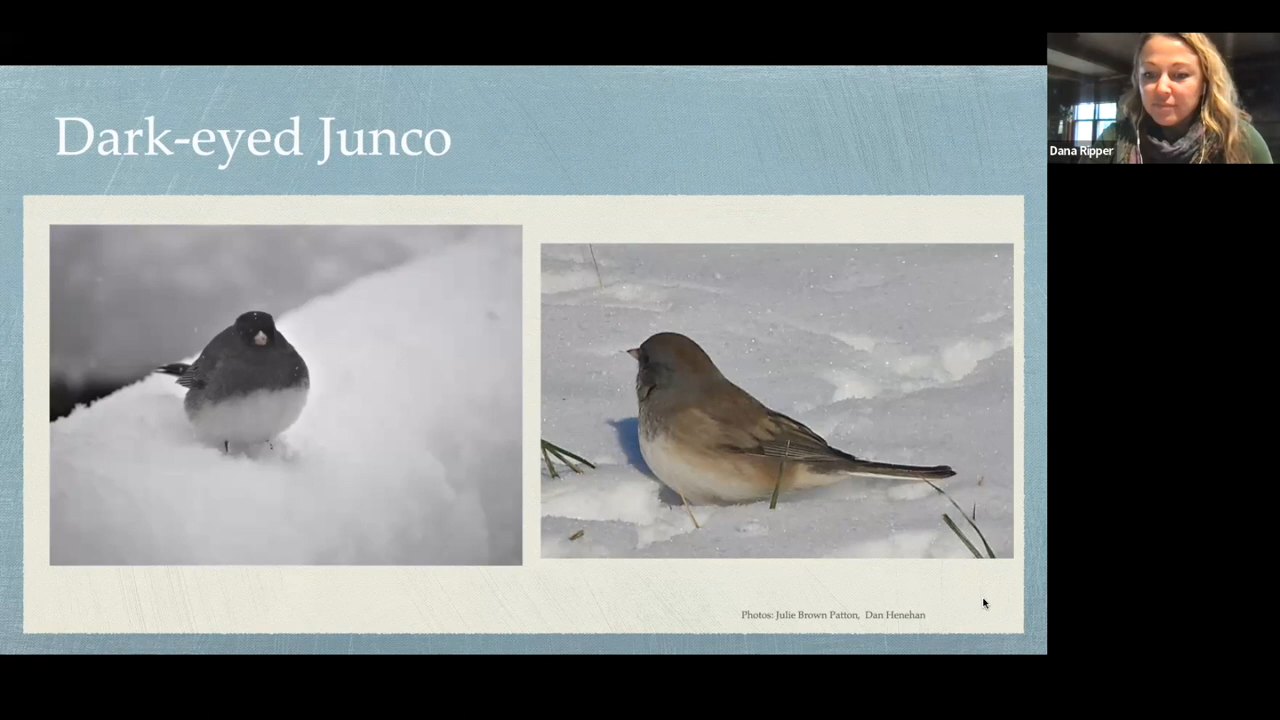 Dark-eyed Junco
Dana Ripper
Photos: Julie Brown Patton, Dan Henehan